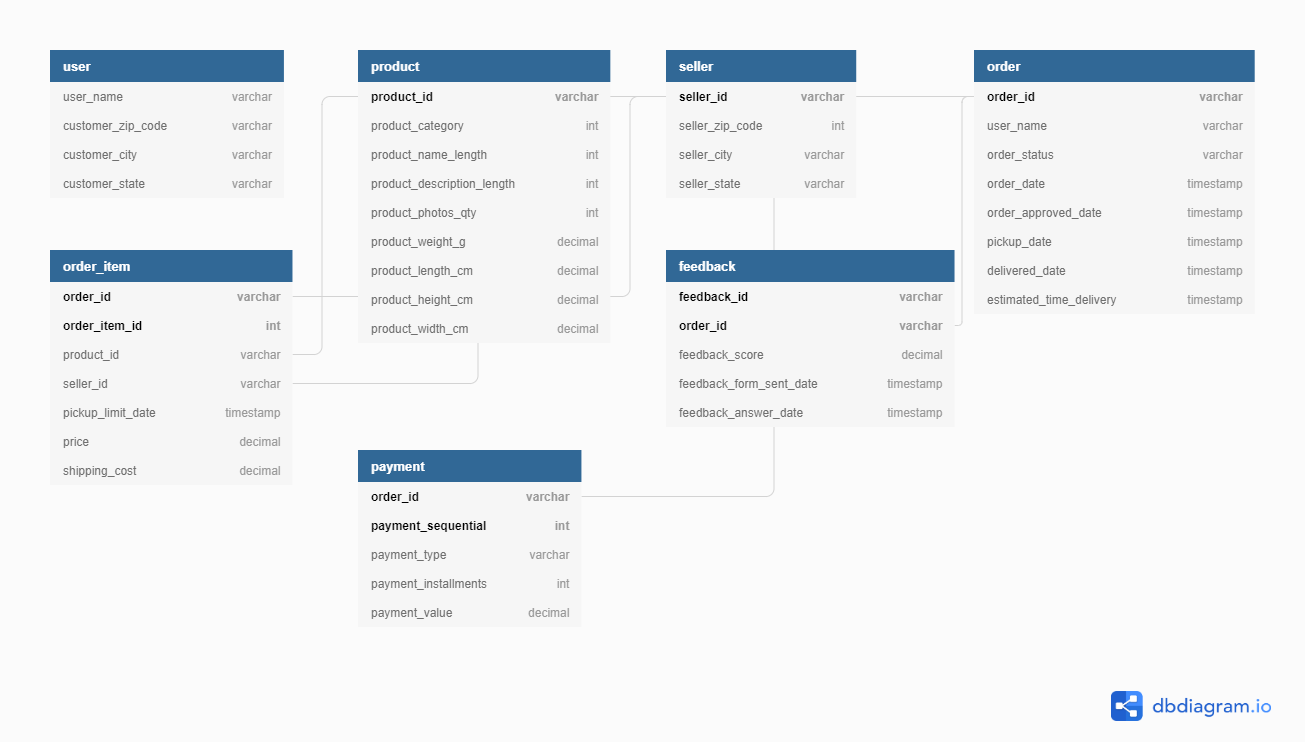 user
user_name varchar
customer_zip_code varchar
customer_city varchar
customer_state varchar
product
product_id varchar
product_category int
product_name_length int
product_description_length int
product_photos_qty int
product_weight_g decimal
product_length_cm decimal
product_height_cm decimal
product_width_cm decimal
seller
seller_id varchar
seller_zip_code int
seller_city varchar
seller_state varchar
order
order_id varchar
user_name varchar
order_status varchar
order_date timestamp
order_approved_date timestamp
pickup_date timestamp
delivered_date timestamp
estimated_time_delivery timestamp
order_item
order_id varchar
order_item_id int
product_id varchar
seller_id varchar
pickup_limit_date timestamp
price decimal
shipping_cost decimal
feedback
feedback_id varchar
order_id varchar
feedback_score decimal
feedback_form_sent_date timestamp
feedback_answer_date timestamp
payment
order_id varchar
payment_sequential int
payment_type varchar
payment_installments int
payment_value decimal
dbdiagram.io